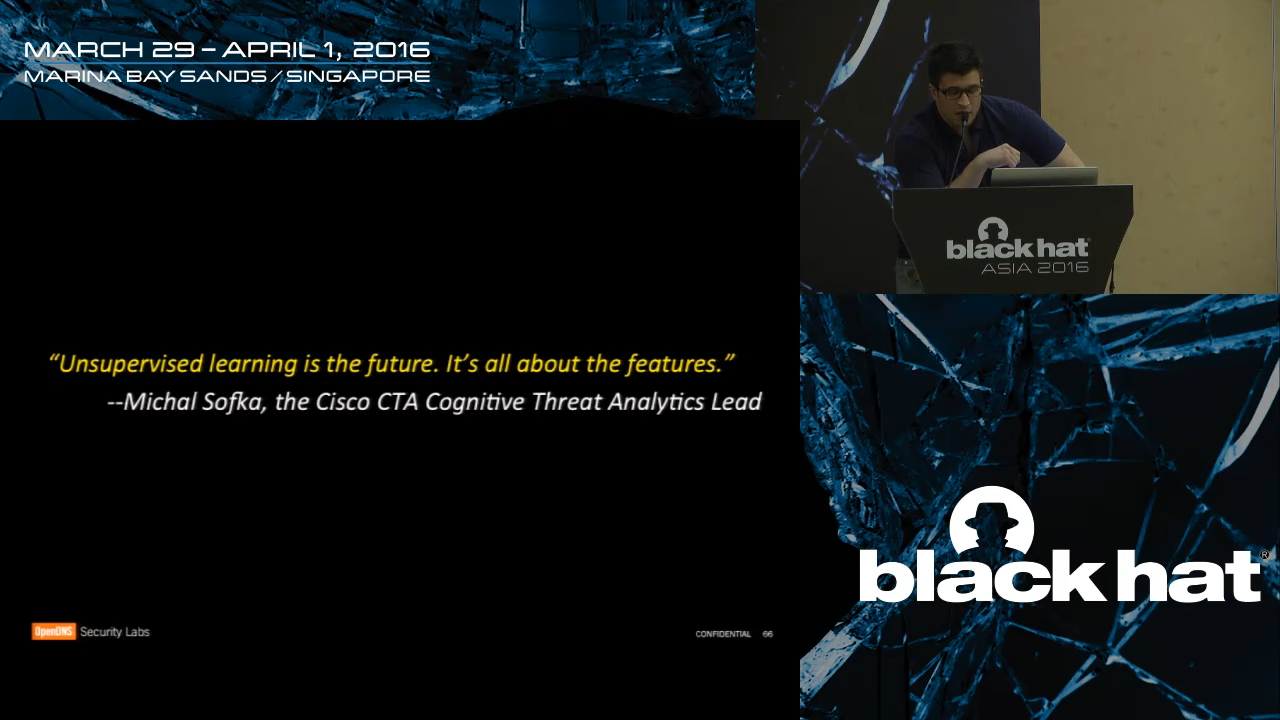 MARCH 29 – APRIL 1, 2016
MARINA BAY SANDS / SINGAPORE
“Unsupervised learning is the future. It’s all about the features.”
--Michal Sofka, the Cisco CTA Cognitive Threat Analytics Lead
OpenDNS Security Labs
CONFIDENTIAL 66
black hat
ASIA 2016
black hat®